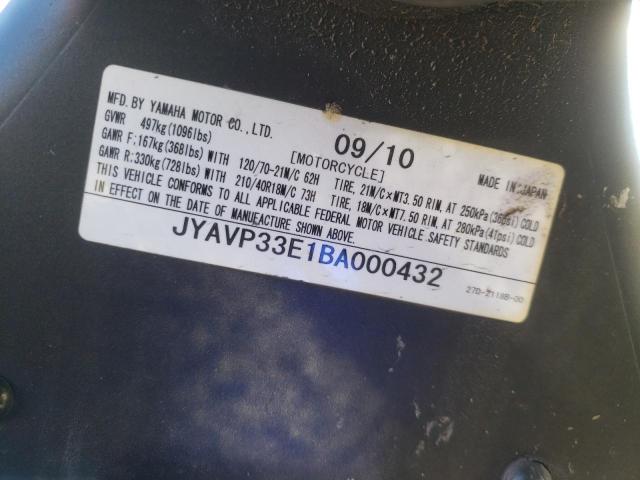 MFD. BY YAMAHA MOTOR CO., LTD. 09/10
GVWR 497kg (1096lbs) [MOTORCYCLE] MADE IN JAPAN
GAWR F: 167kg (368lbs) WITH 120/70-21M/C 62H TIRE, 21M/C×MT3.50 RIM, AT 250kPa (36psi) COLD
GAWR R: 330kg (728lbs) WITH 210/40R18M/C 73H TIRE, 18M/C×MT7.50 RIM, AT 280kPa (41psi) COLD
THIS VEHICLE CONFORMS TO ALL APPLICABLE FEDERAL MOTOR VEHICLE SAFETY STANDARDS
IN EFFECT ON THE DATE OF MANUFACTURE SHOWN ABOVE.
JYAVP33E1BA000432
27D-2118B-00